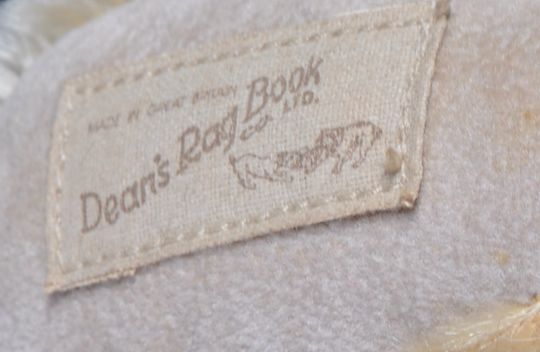 MADE IN GREAT BRITAIN
Dean's Rag Book
CO. LTD.